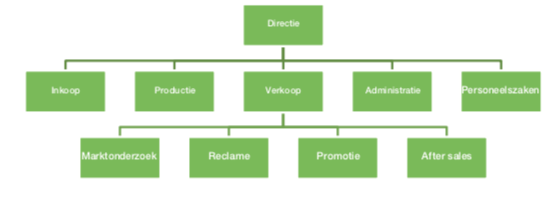 Directie
Inkoop
Productie
Verkoop
Administratie
Personeelszaken
Marktonderzoek
Reclame
Promotie
After sales